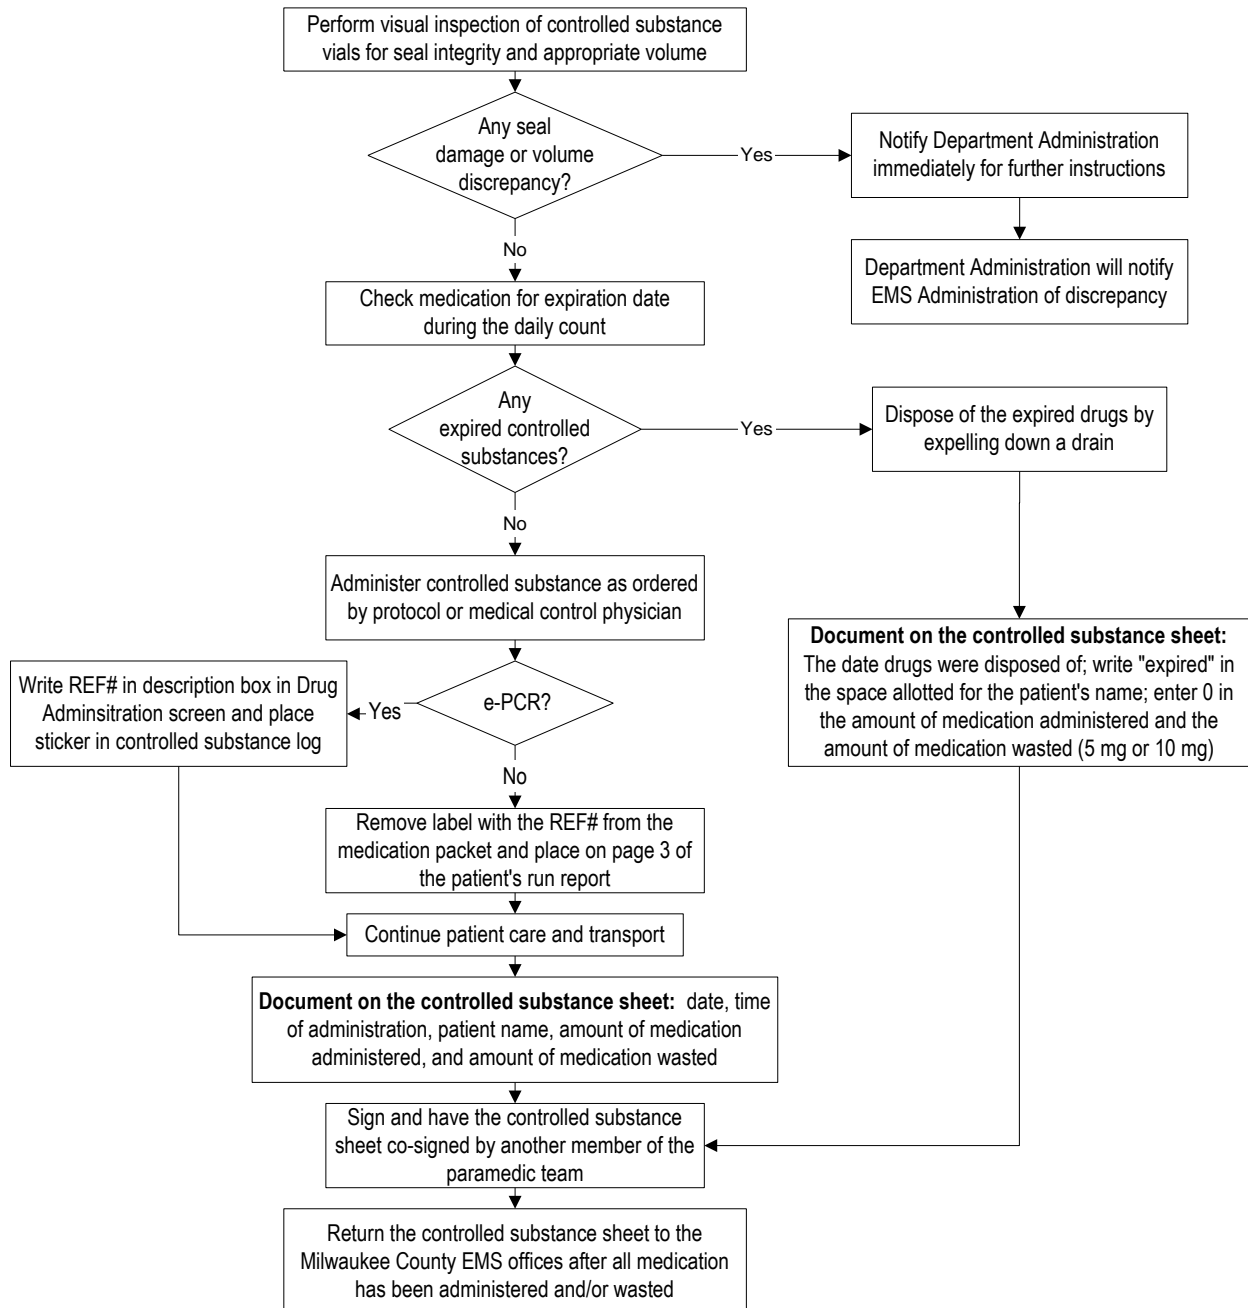 Perform visual inspection of controlled substance
vials for seal integrity and appropriate volume
Any seal
damage or volume
discrepancy?
Yes
Notify Department Administration
immediately for further instructions
No
Department Administration will notify
EMS Administration of discrepancy
Check medication for expiration date
during the daily count
Any
expired controlled
substances?
Yes
Dispose of the expired drugs by
expelling down a drain
No
Administer controlled substance as ordered
by protocol or medical control physician
Document on the controlled substance sheet:
The date drugs were disposed of; write "expired" in
the space allotted for the patient's name; enter 0 in
the amount of medication administered and the
amount of medication wasted (5 mg or 10 mg)
e-PCR?
Yes
Write REF# in description box in Drug
Adminsitration screen and place
sticker in controlled substance log
No
Remove label with the REF# from the
medication packet and place on page 3 of
the patient's run report
Continue patient care and transport
Document on the controlled substance sheet: date, time
of administration, patient name, amount of medication
administered, and amount of medication wasted
Sign and have the controlled substance
sheet co-signed by another member of the
paramedic team
Return the controlled substance sheet to the
Milwaukee County EMS offices after all medication
has been administered and/or wasted